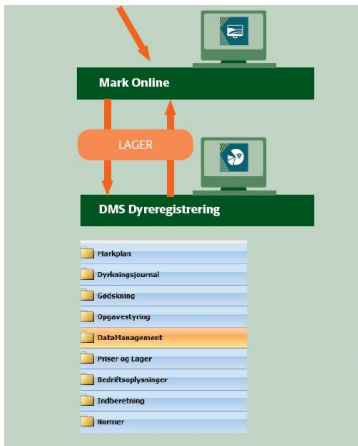 Mark Online
LAGER
DMS Dyreregistrering
Markplan
Dyrkningsjournal
Gødskning
Opgavestyring
DataManagement
Priser og Lager
Bedriftsoplysninger
Indberetning
Normer